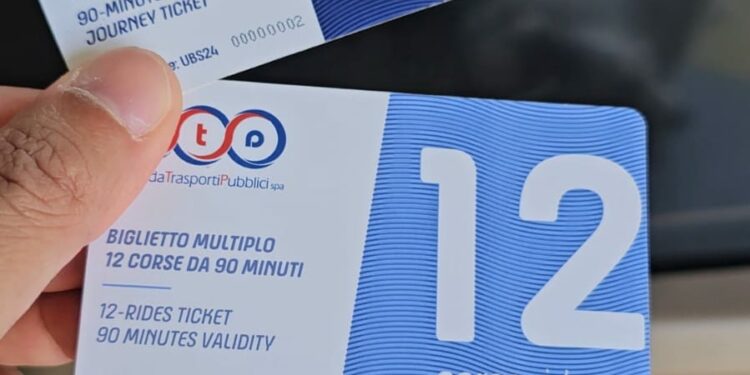 90-MINUTE
JOURNEY TICKET
00000002
: UBS24
tp
daTrasportiPubblici spa
BIGLIETTO MULTIPLO
12 CORSE DA 90 MINUTI
12-RIDES TICKET
90 MINUTES VALIDITY
12